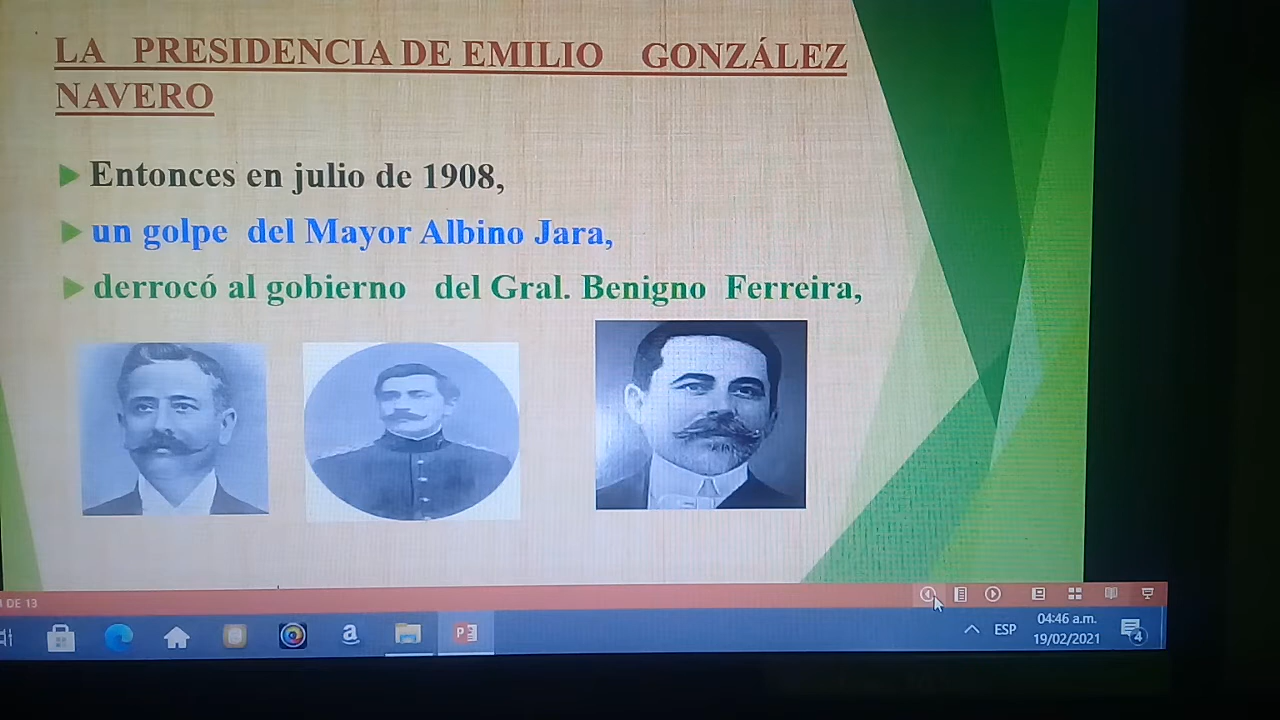 LA PRESIDENCIA DE EMILIO GONZÁLEZ
NAVERO
Entonces en julio de 1908,
un golpe del Mayor Albino Jara,
derrocó al gobierno del Gral. Benigno Ferreira,
DE 13
ESP
04:46 a.m.
19/02/2021
4